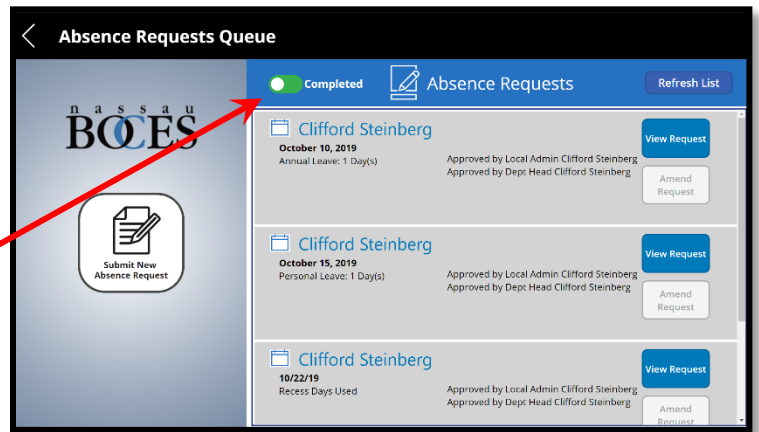 Absence Requests Queue
nassau
BOCES
Submit New
Absence Request
Completed
Absence Requests
Refresh List
Clifford Steinberg
October 10, 2019
Annual Leave: 1 Day(s)
Approved by Local Admin Clifford Steinberg
Approved by Dept Head Clifford Steinberg
View Request
Amend
Request
Clifford Steinberg
October 15, 2019
Personal Leave: 1 Day(s)
Approved by Local Admin Clifford Steinberg
Approved by Dept Head Clifford Steinberg
View Request
Amend
Request
Clifford Steinberg
10/22/19
Recess Days Used
Approved by Local Admin Clifford Steinberg
Approved by Dept Head Clifford Steinberg
View Request
Amend
Request